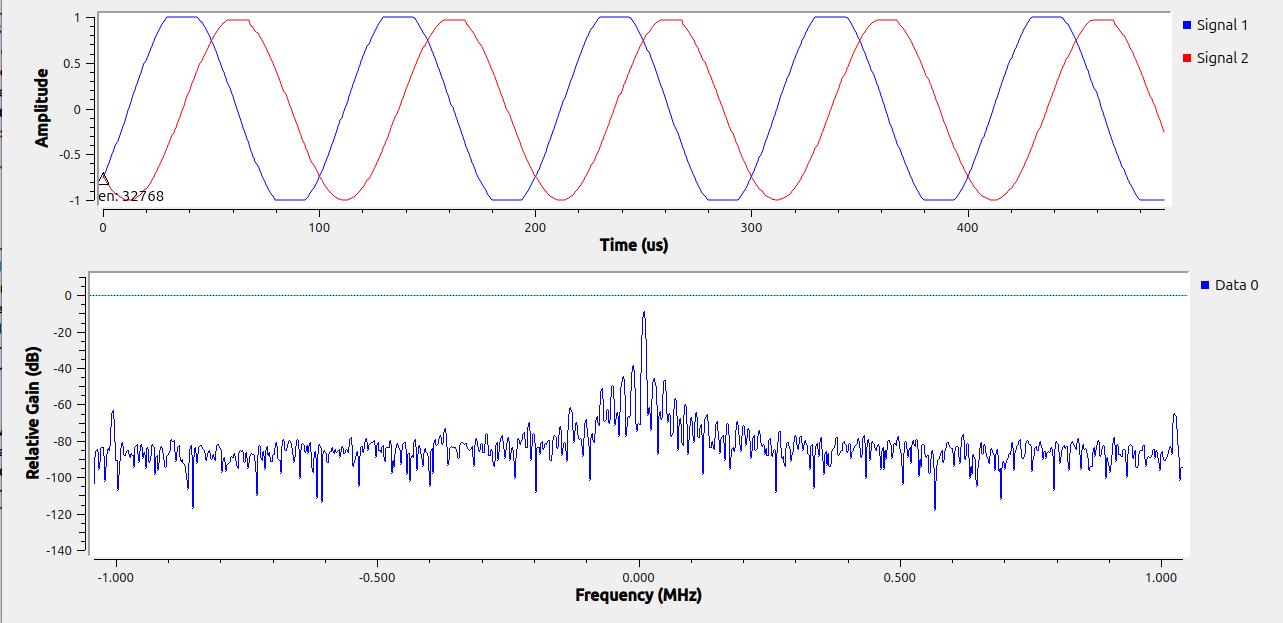 1
0.5
0
-0.5
-1
Amplitude
en: 32768
0 100 200 300 400
Time (us)
Signal 1
Signal 2
0
-20
-40
-60
-80
-100
-120
-140
Relative Gain (dB)
-1.000 -0.500 0.000 0.500 1.000
Frequency (MHz)
Data 0